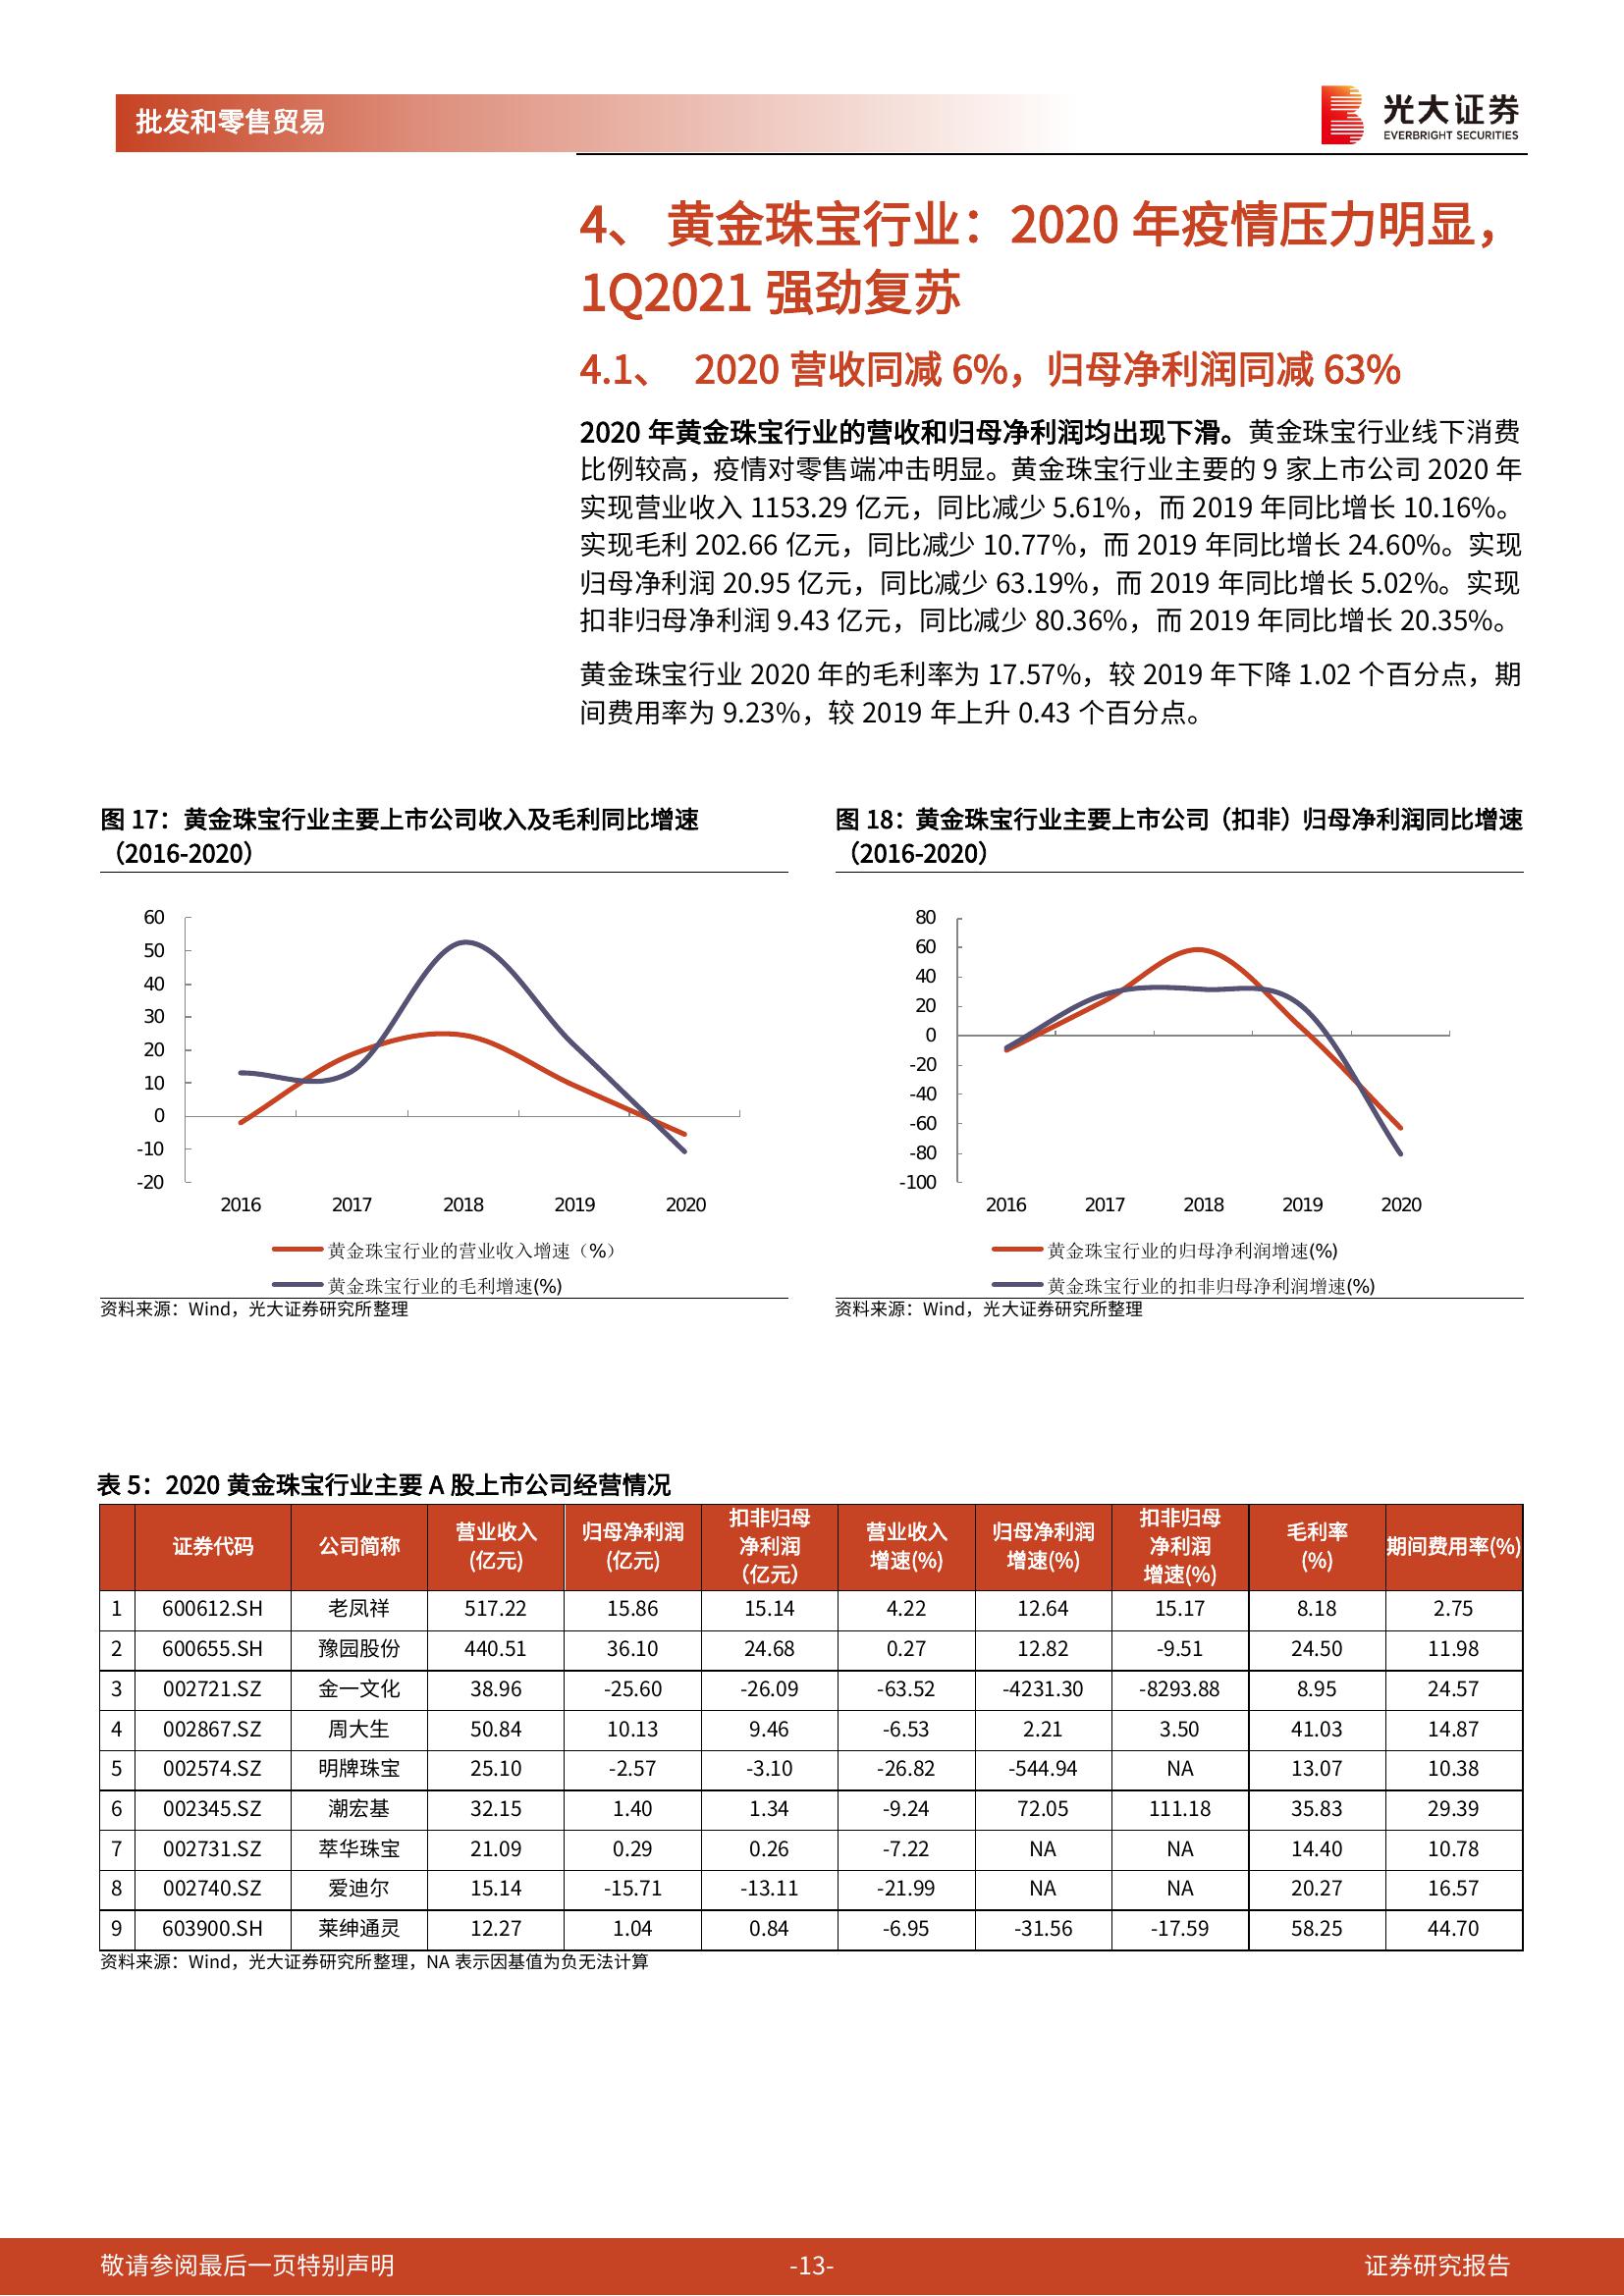 批发和零售贸易
光大证券
EVERBRIGHT SECURITIES
4、 黄金珠宝行业：2020 年疫情压力明显，
1Q2021 强劲复苏
4.1、 2020 营收同减 6%，归母净利润同减 63%
2020 年黄金珠宝行业的营收和归母净利润均出现下滑。黄金珠宝行业线下消费
比例较高，疫情对零售端冲击明显。黄金珠宝行业主要的 9 家上市公司 2020 年
实现营业收入 1153.29 亿元，同比减少 5.61%，而 2019 年同比增长 10.16%。
实现毛利 202.66 亿元，同比减少 10.77%，而 2019 年同比增长 24.60%。实现
归母净利润 20.95 亿元，同比减少 63.19%，而 2019 年同比增长 5.02%。实现
扣非归母净利润 9.43 亿元，同比减少 80.36%，而 2019 年同比增长 20.35%。
黄金珠宝行业 2020 年的毛利率为 17.57%，较 2019 年下降 1.02 个百分点，期
间费用率为 9.23%，较 2019 年上升 0.43 个百分点。
图 17：黄金珠宝行业主要上市公司收入及毛利同比增速
（2016-2020）
60
50
40
30
20
10
0
-10
-20
2016 2017 2018 2019 2020
黄金珠宝行业的营业收入增速（%）
黄金珠宝行业的毛利增速(%)
资料来源：Wind，光大证券研究所整理
图 18：黄金珠宝行业主要上市公司（扣非）归母净利润同比增速
（2016-2020）
80
60
40
20
0
-20
-40
-60
-80
-100
2016 2017 2018 2019 2020
黄金珠宝行业的归母净利润增速(%)
黄金珠宝行业的扣非归母净利润增速(%)
资料来源：Wind，光大证券研究所整理
表 5：2020 黄金珠宝行业主要 A 股上市公司经营情况
证券代码 公司简称 营业收入(亿元) 归母净利润(亿元) 扣非归母净利润（亿元） 营业收入增速(%) 归母净利润增速(%) 扣非归母净利润增速(%) 毛利率(%) 期间费用率(%)
1 600612.SH 老凤祥 517.22 15.86 15.14 4.22 12.64 15.17 8.18 2.75
2 600655.SH 豫园股份 440.51 36.10 24.68 0.27 12.82 -9.51 24.50 11.98
3 002721.SZ 金一文化 38.96 -25.60 -26.09 -63.52 -4231.30 -8293.88 8.95 24.57
4 002867.SZ 周大生 50.84 10.13 9.46 -6.53 2.21 3.50 41.03 14.87
5 002574.SZ 明牌珠宝 25.10 -2.57 -3.10 -26.82 -544.94 NA 13.07 10.38
6 002345.SZ 潮宏基 32.15 1.40 1.34 -9.24 72.05 111.18 35.83 29.39
7 002731.SZ 萃华珠宝 21.09 0.29 0.26 -7.22 NA NA 14.40 10.78
8 002740.SZ 爱迪尔 15.14 -15.71 -13.11 -21.99 NA NA 20.27 16.57
9 603900.SH 莱绅通灵 12.27 1.04 0.84 -6.95 -31.56 -17.59 58.25 44.70
资料来源：Wind，光大证券研究所整理，NA 表示因基值为负无法计算
敬请参阅最后一页特别声明 -13- 证券研究报告